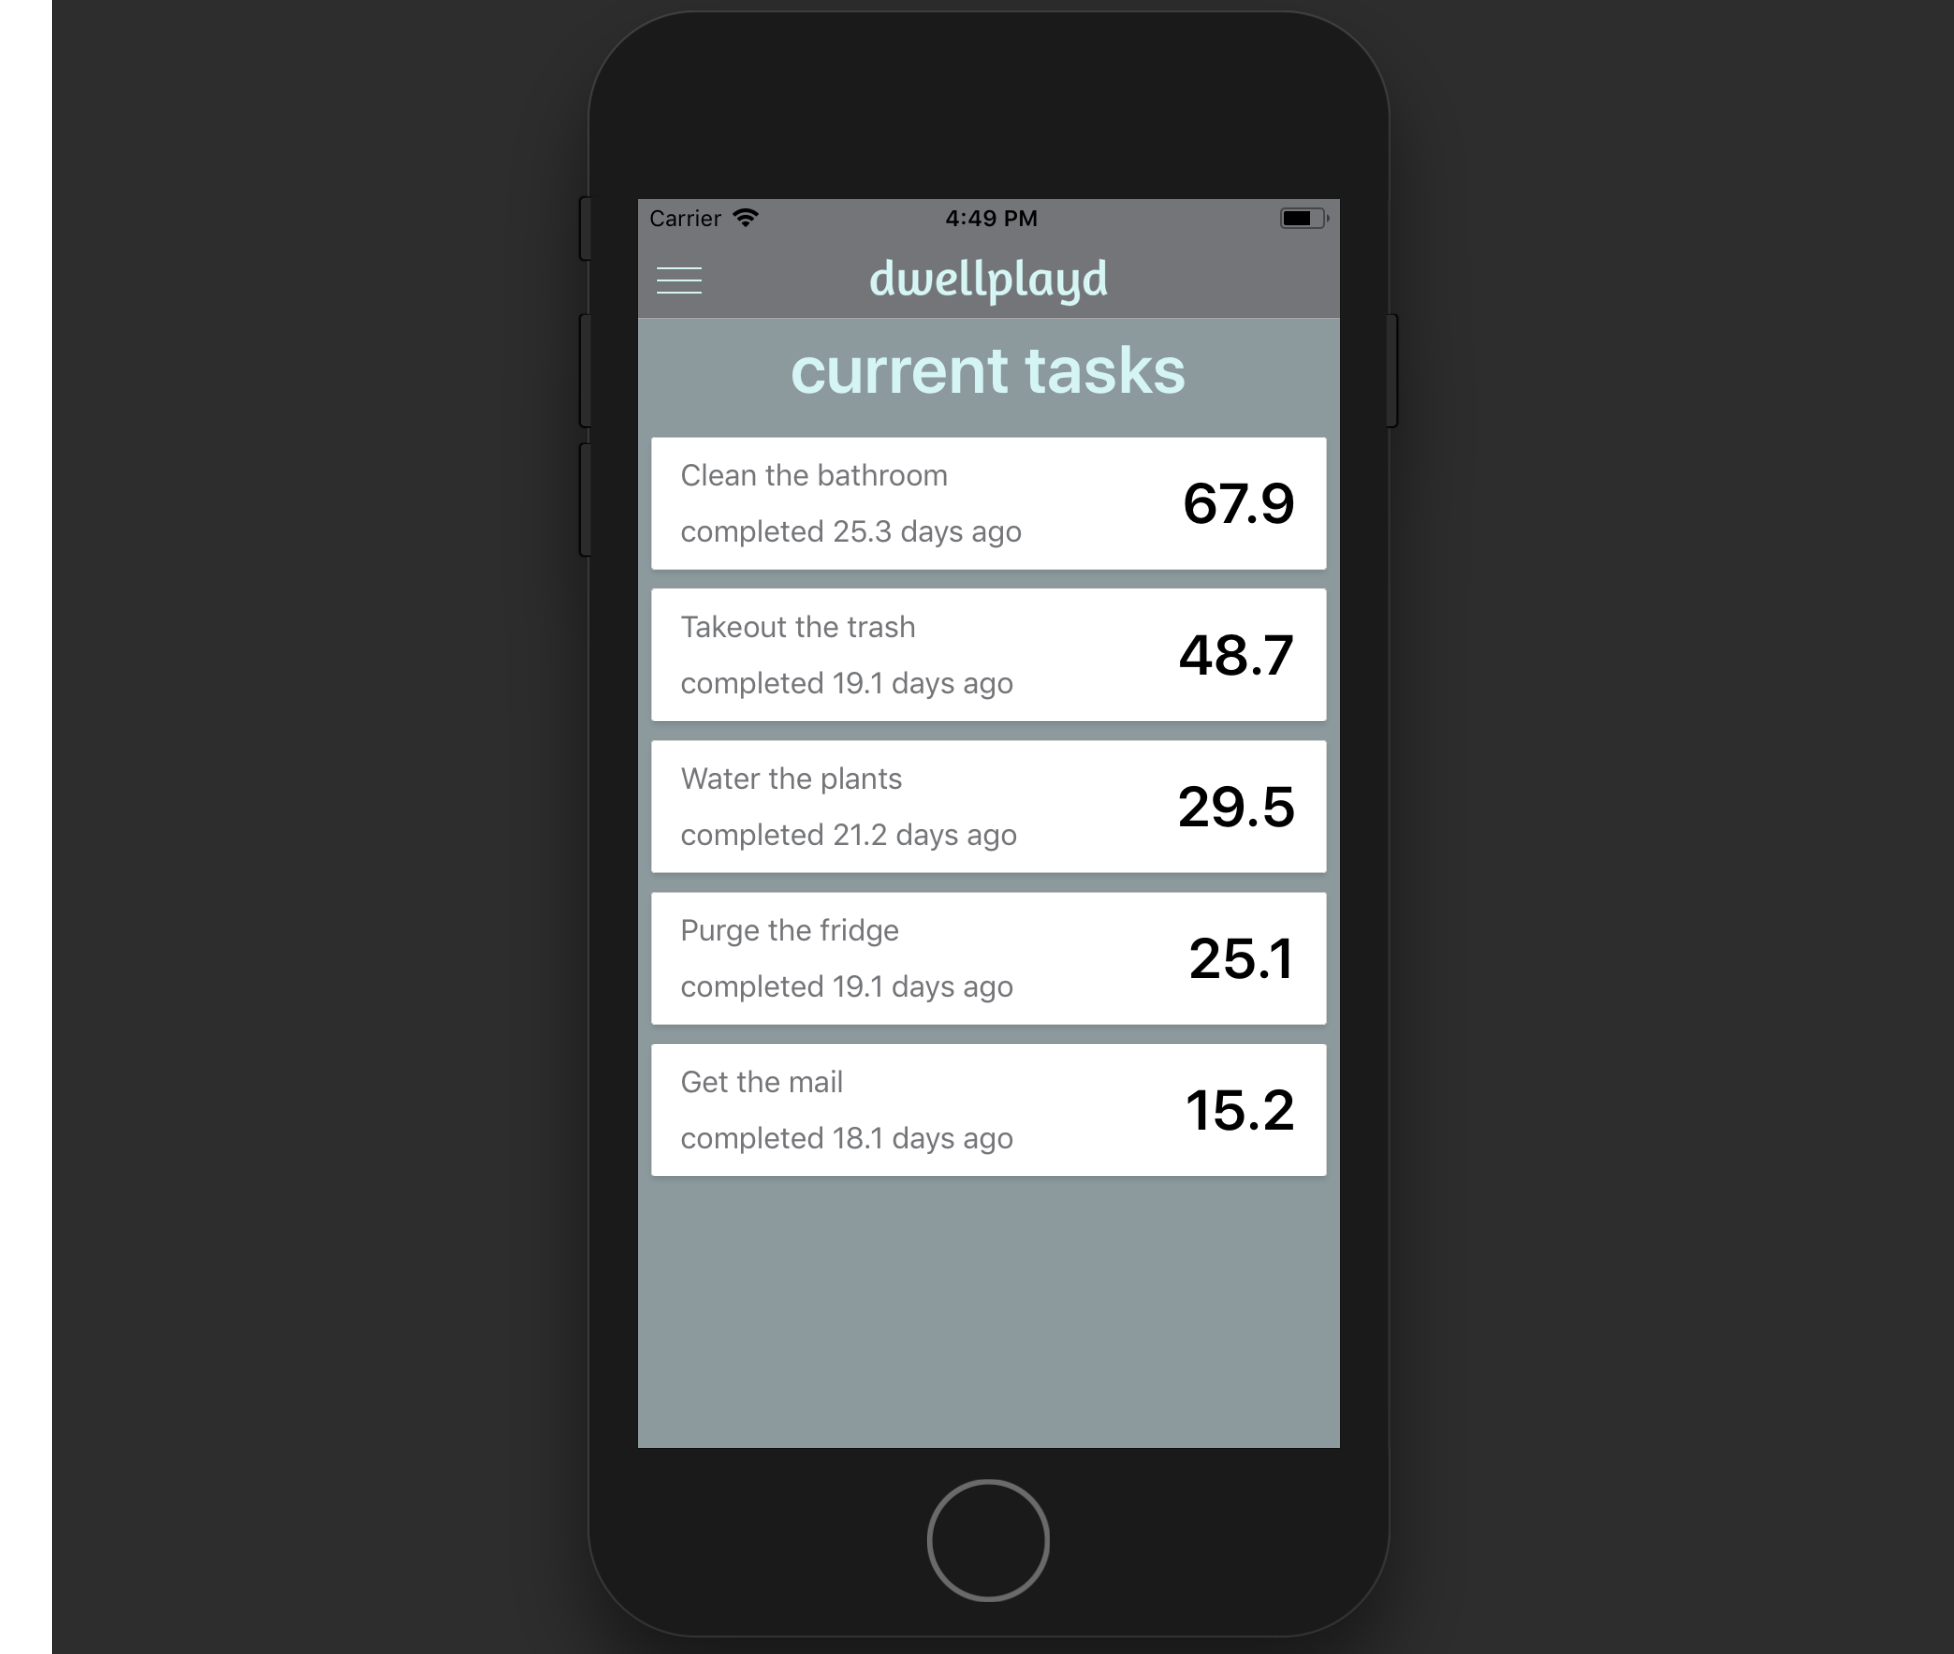 Carrier 4:49 PM
dwellplayd
current tasks
Clean the bathroom
67.9
completed 25.3 days ago
Takeout the trash
48.7
completed 19.1 days ago
Water the plants
29.5
completed 21.2 days ago
Purge the fridge
25.1
completed 19.1 days ago
Get the mail
15.2
completed 18.1 days ago